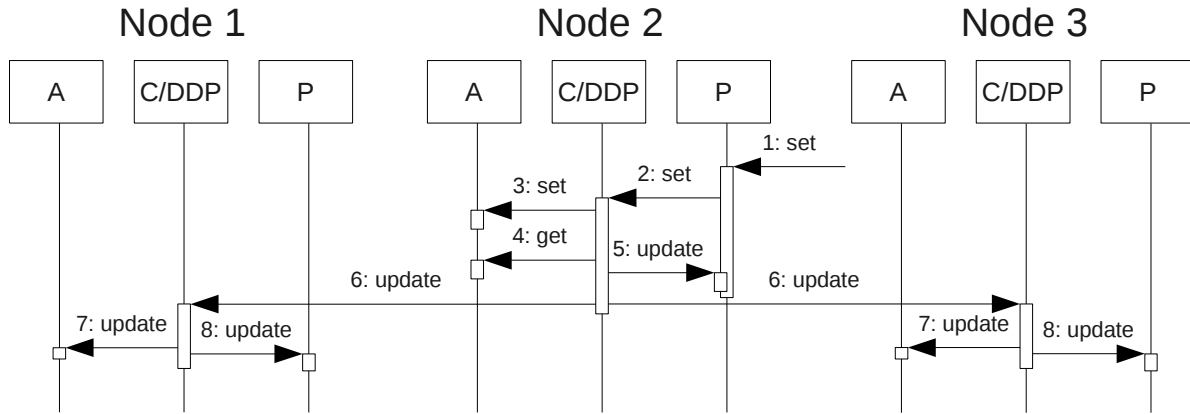 Node 1
Node 2
Node 3
A
C/DDP
P
A
C/DDP
P
A
C/DDP
P
1: set
2: set
3: set
4: get
5: update
6: update
6: update
7: update
8: update
7: update
8: update